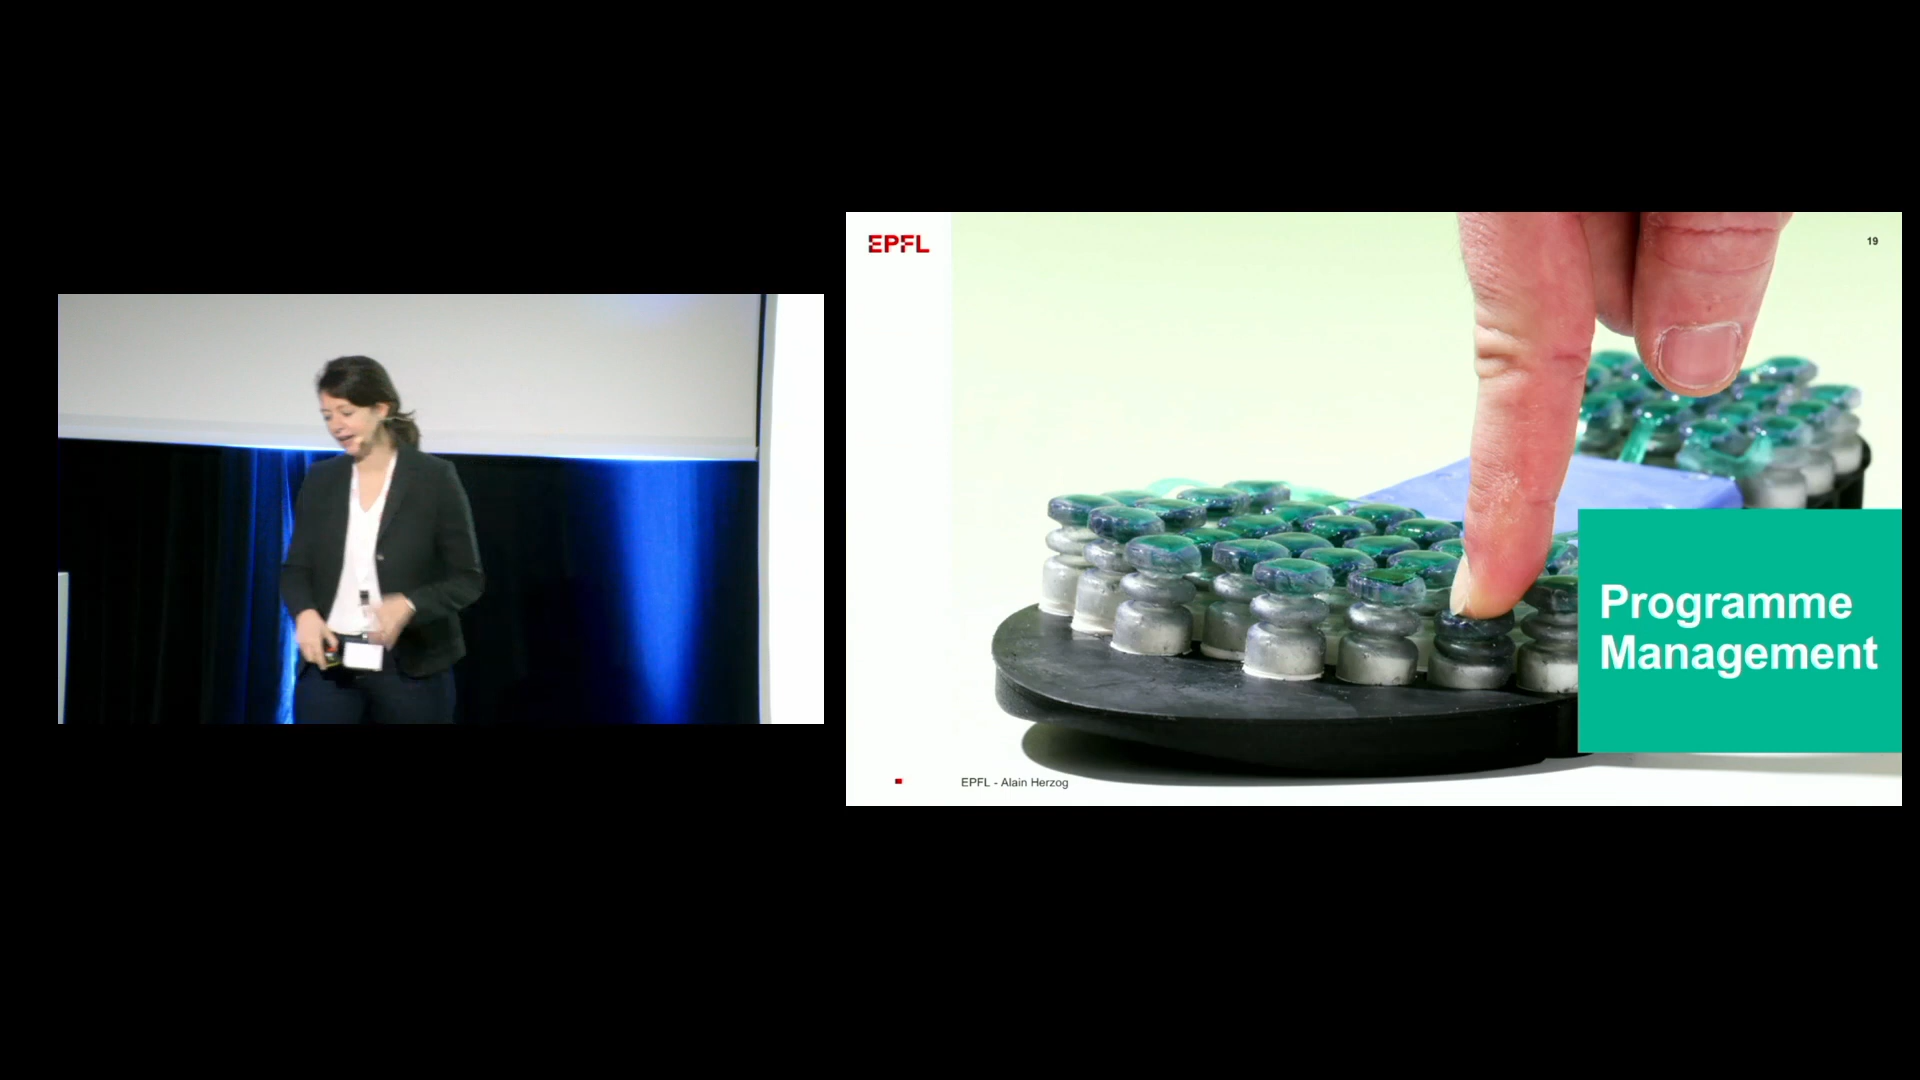 EPFL
19
Programme
Management
EPFL - Alain Herzog